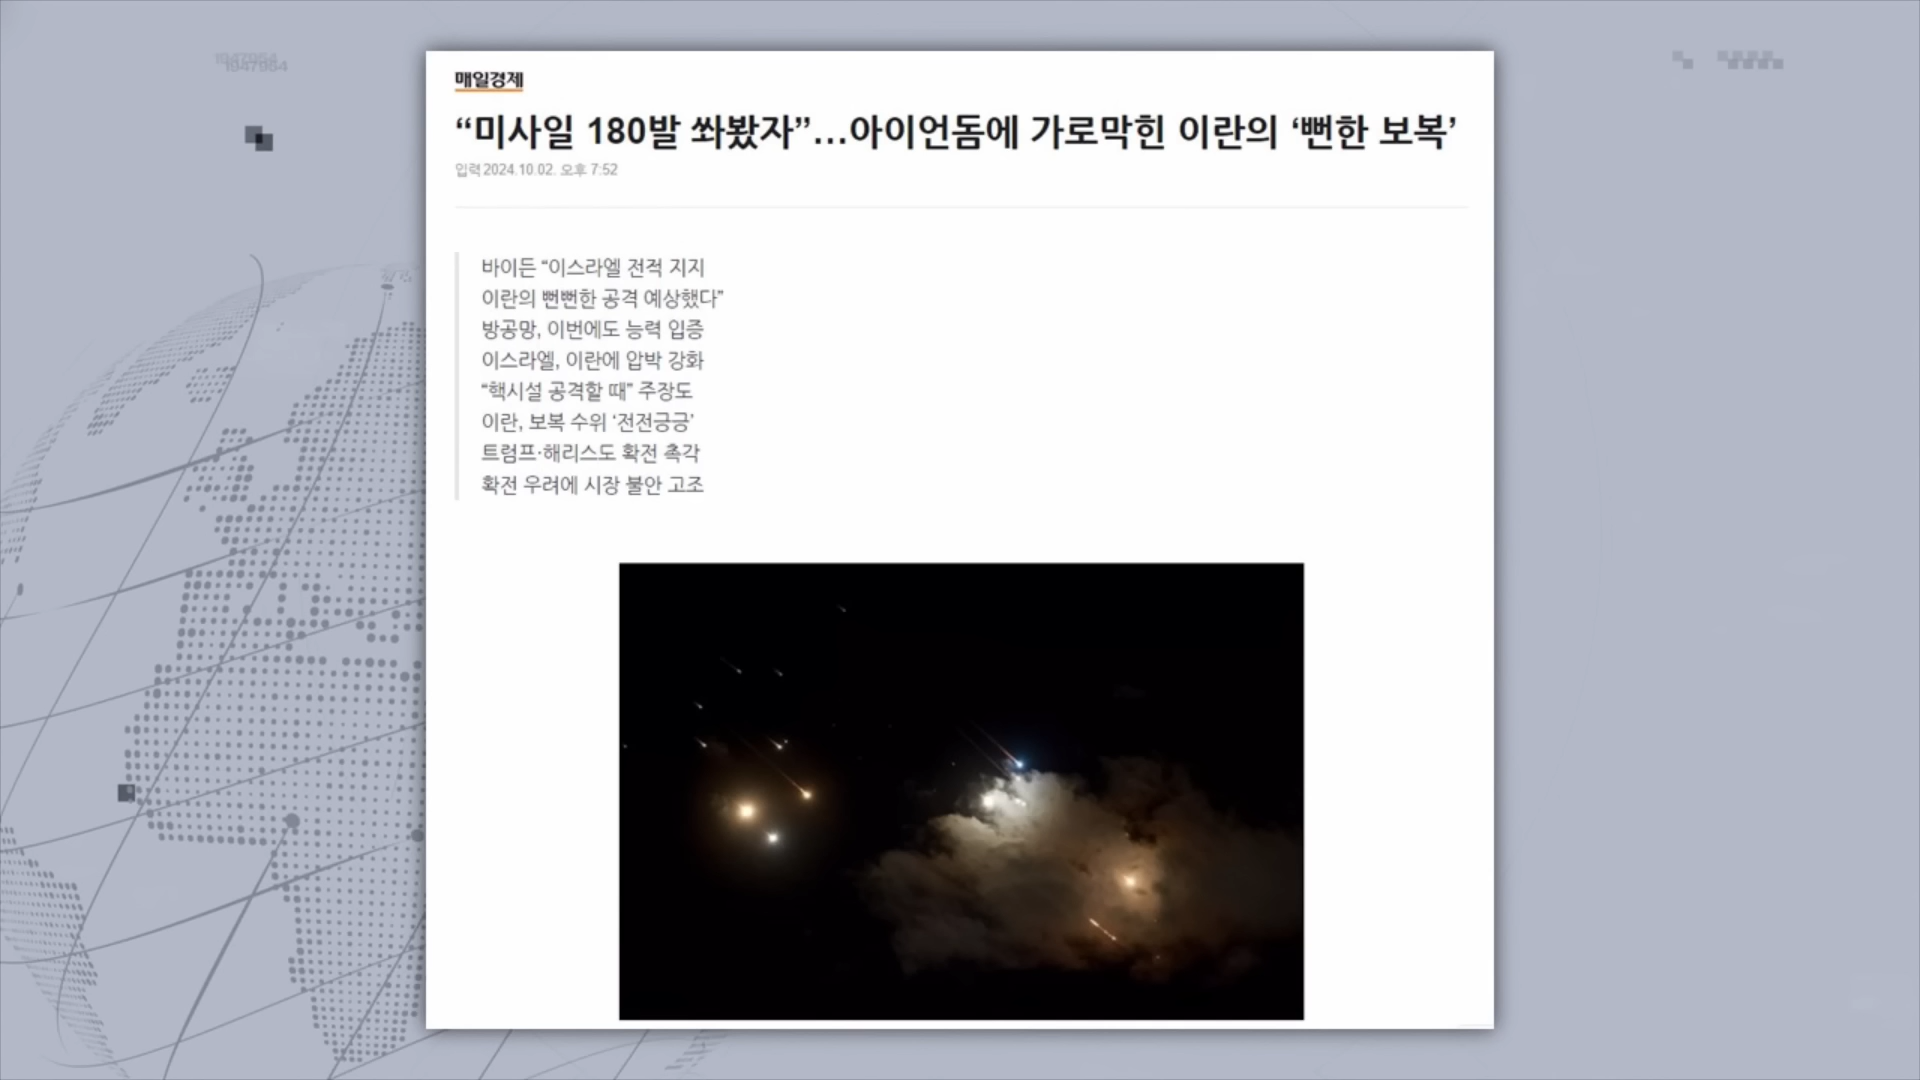 1947954
1947954
매일경제
“미사일 180발 쏴봤자”…아이언돔에 가로막힌 이란의 ‘뻔한 보복’
입력 2024.10.02. 오후 7:52
바이든 “이스라엘 전적 지지
이란의 뻔뻔한 공격 예상했다”
방공망, 이번에도 능력 입증
이스라엘, 이란에 압박 강화
“핵시설 공격할 때” 주장도
이란, 보복 수위 ‘전전긍긍’
트럼프·해리스도 확전 촉각
확전 우려에 시장 불안 고조